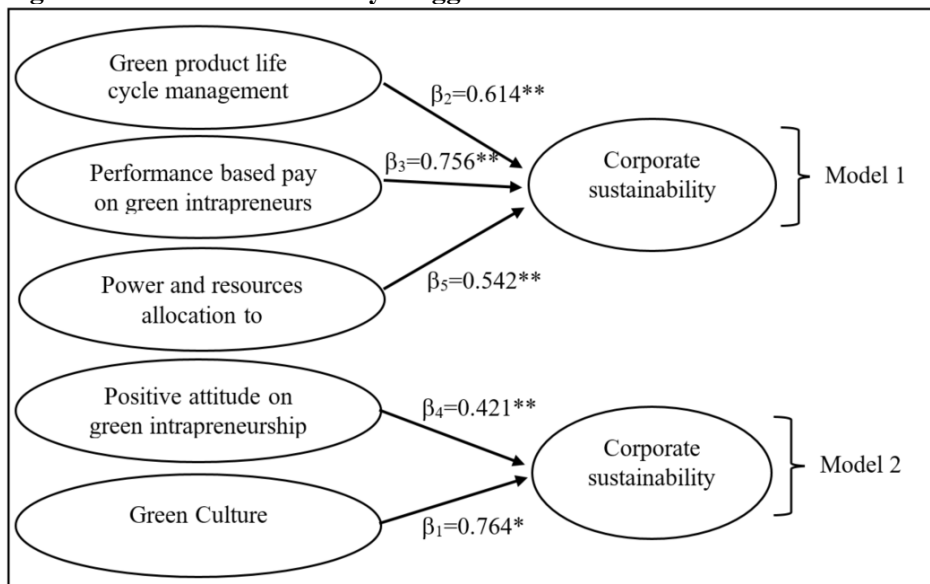 Green product life
cycle management
β₂=0.614**
Performance based pay
on green intrapreneurs
β₃=0.756**
Corporate
sustainability
Model 1
Power and resources
allocation to
β₅=0.542**
Positive attitude on
green intrapreneurship
β₄=0.421**
Corporate
sustainability
Model 2
Green Culture
β₁=0.764*